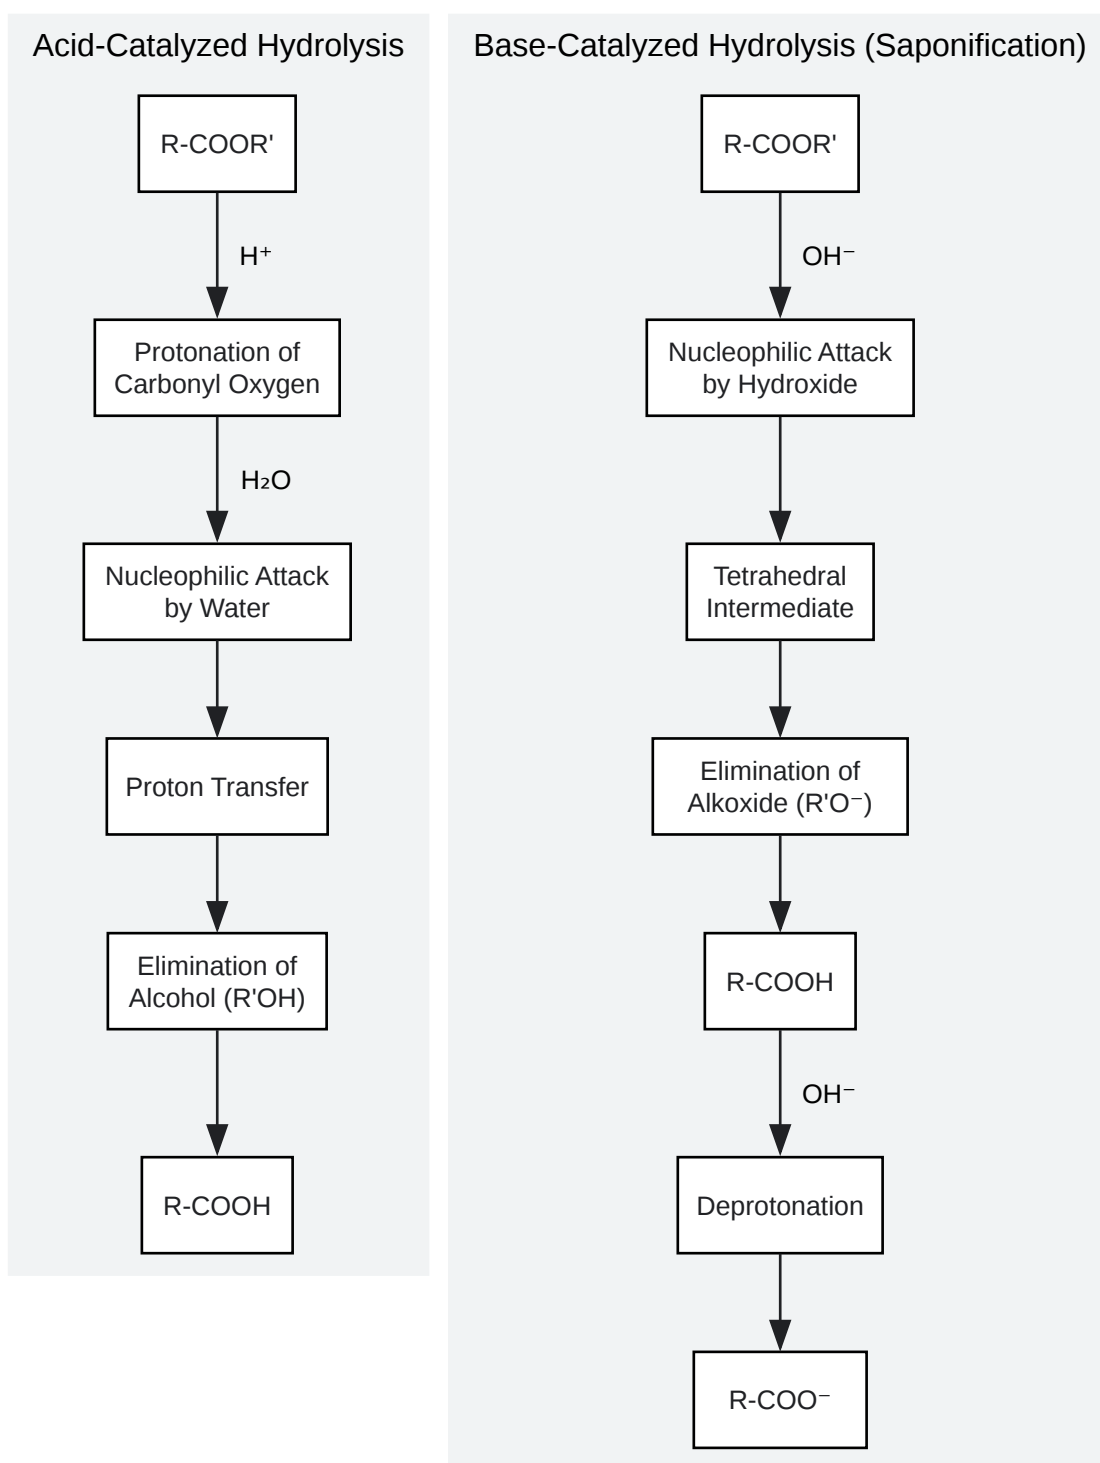 Acid-Catalyzed Hydrolysis
R-COOR'
H⁺
Protonation of
Carbonyl Oxygen
H₂O
Nucleophilic Attack
by Water
Proton Transfer
Elimination of
Alcohol (R'OH)
R-COOH
Base-Catalyzed Hydrolysis (Saponification)
R-COOR'
OH⁻
Nucleophilic Attack
by Hydroxide
Tetrahedral
Intermediate
Elimination of
Alkoxide (R'O⁻)
R-COOH
OH⁻
Deprotonation
R-COO⁻